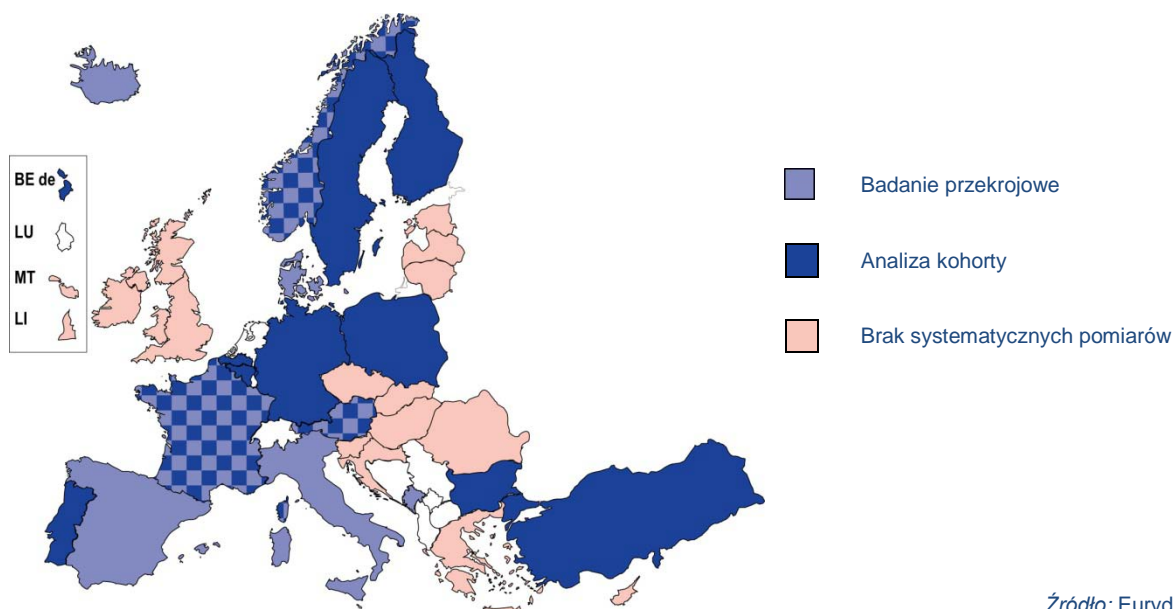 BE de
LU
MT
LI
Badanie przekrojowe
Analiza kohorty
Brak systematycznych pomiarów
Źródło: Euryd